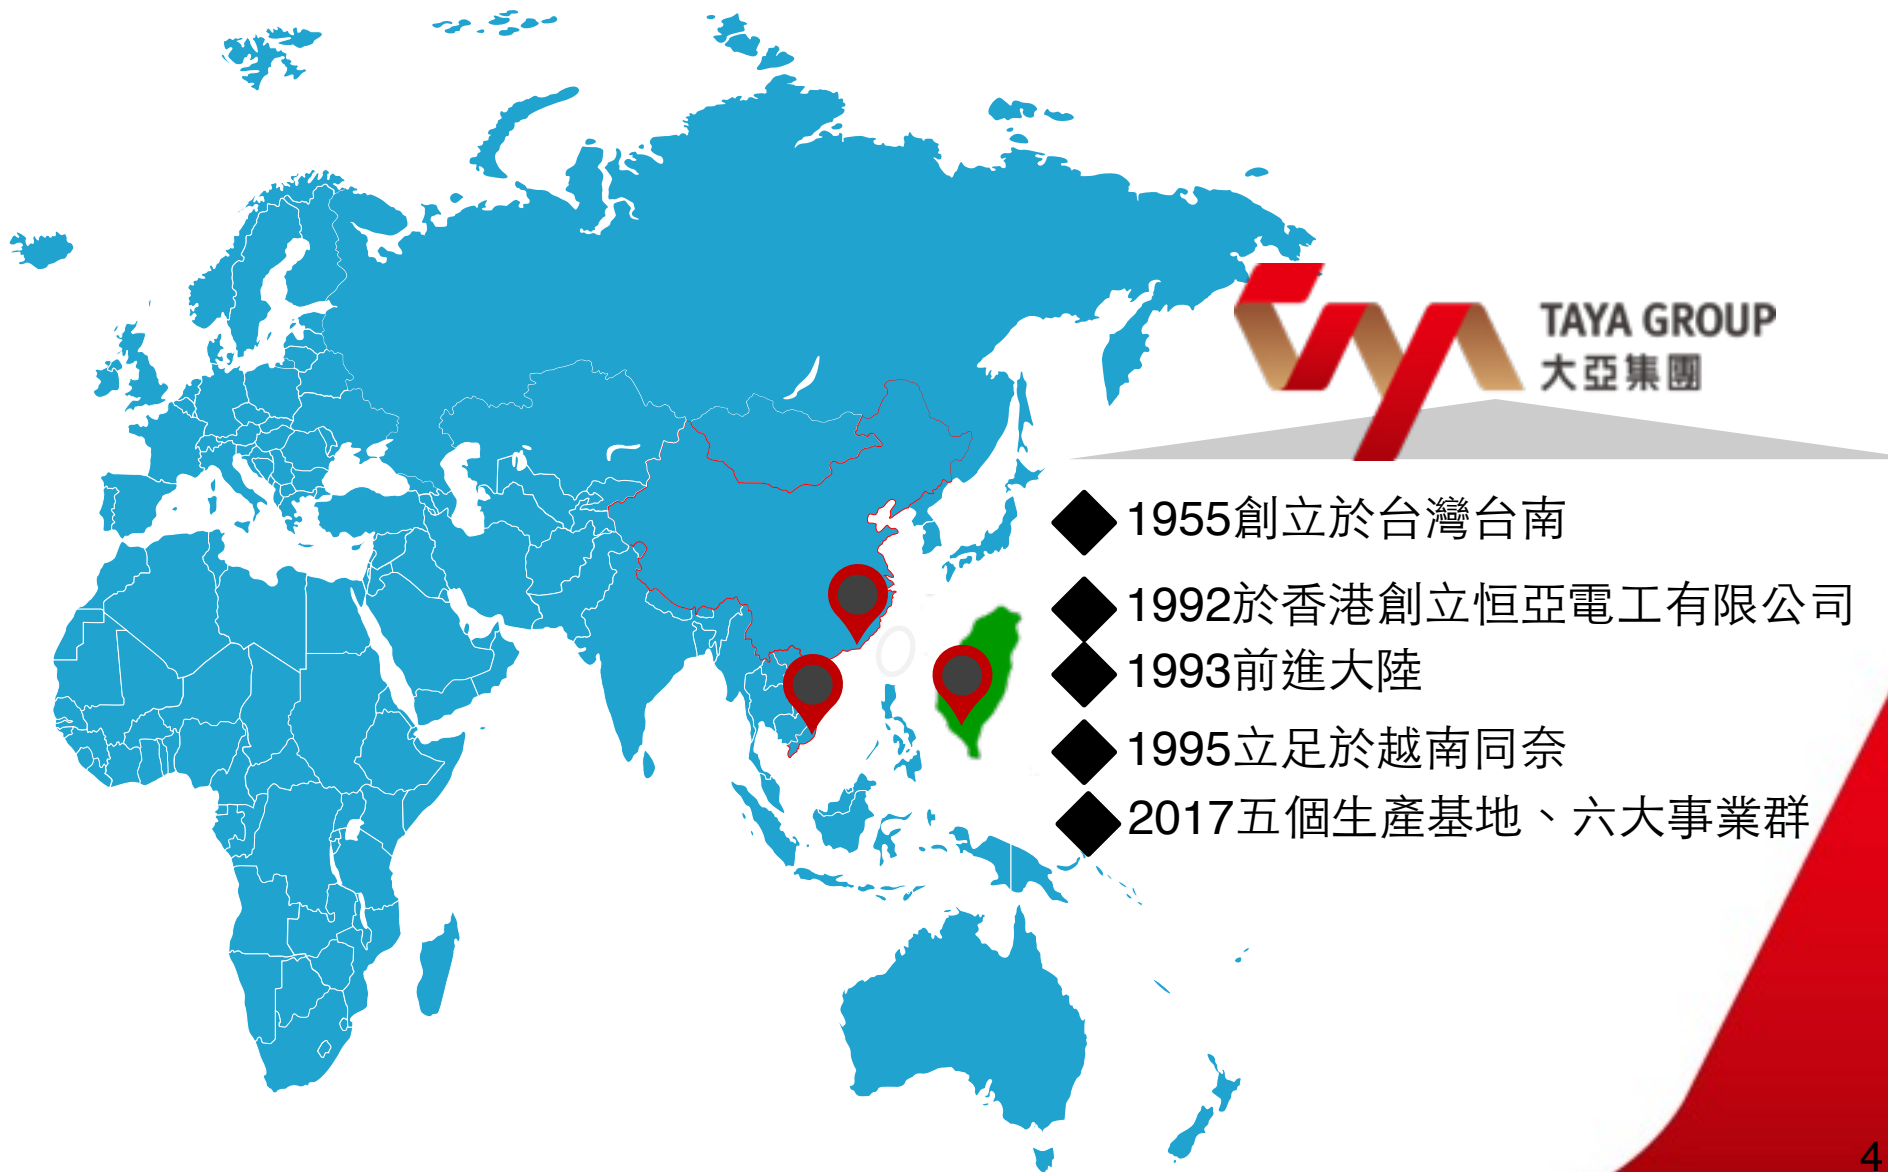 TAYA GROUP
大亞集團
1955創立於台灣台南
1992於香港創立恒亞電工有限公司
1993前進大陸
1995立足於越南同奈
2017五個生產基地、六大事業群
4